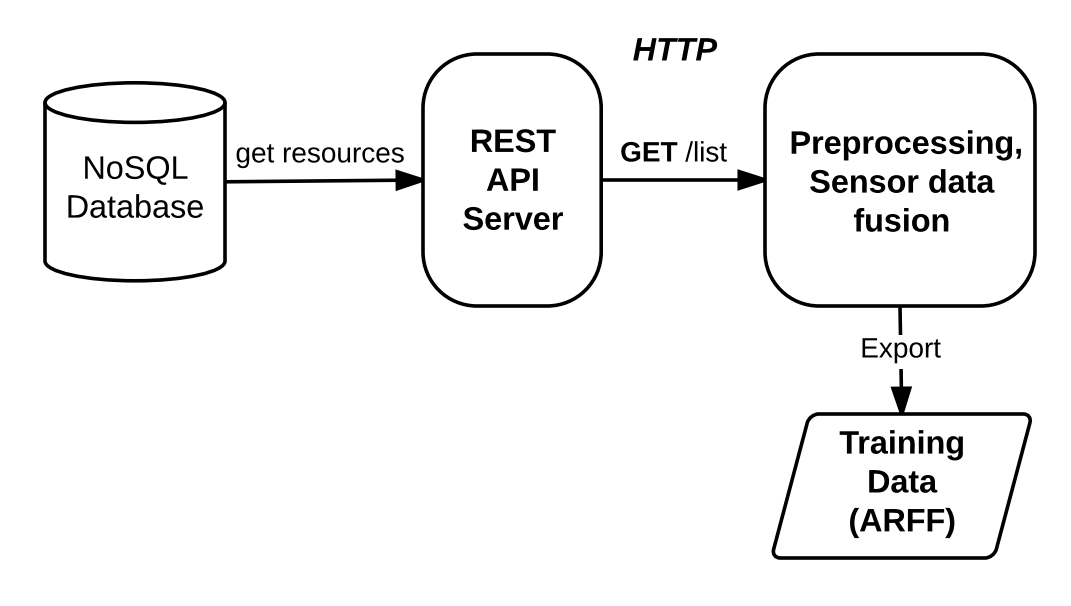 HTTP
NoSQL
Database
get resources
REST
API
Server
GET /list
Preprocessing,
Sensor data
fusion
Export
Training
Data
(ARFF)